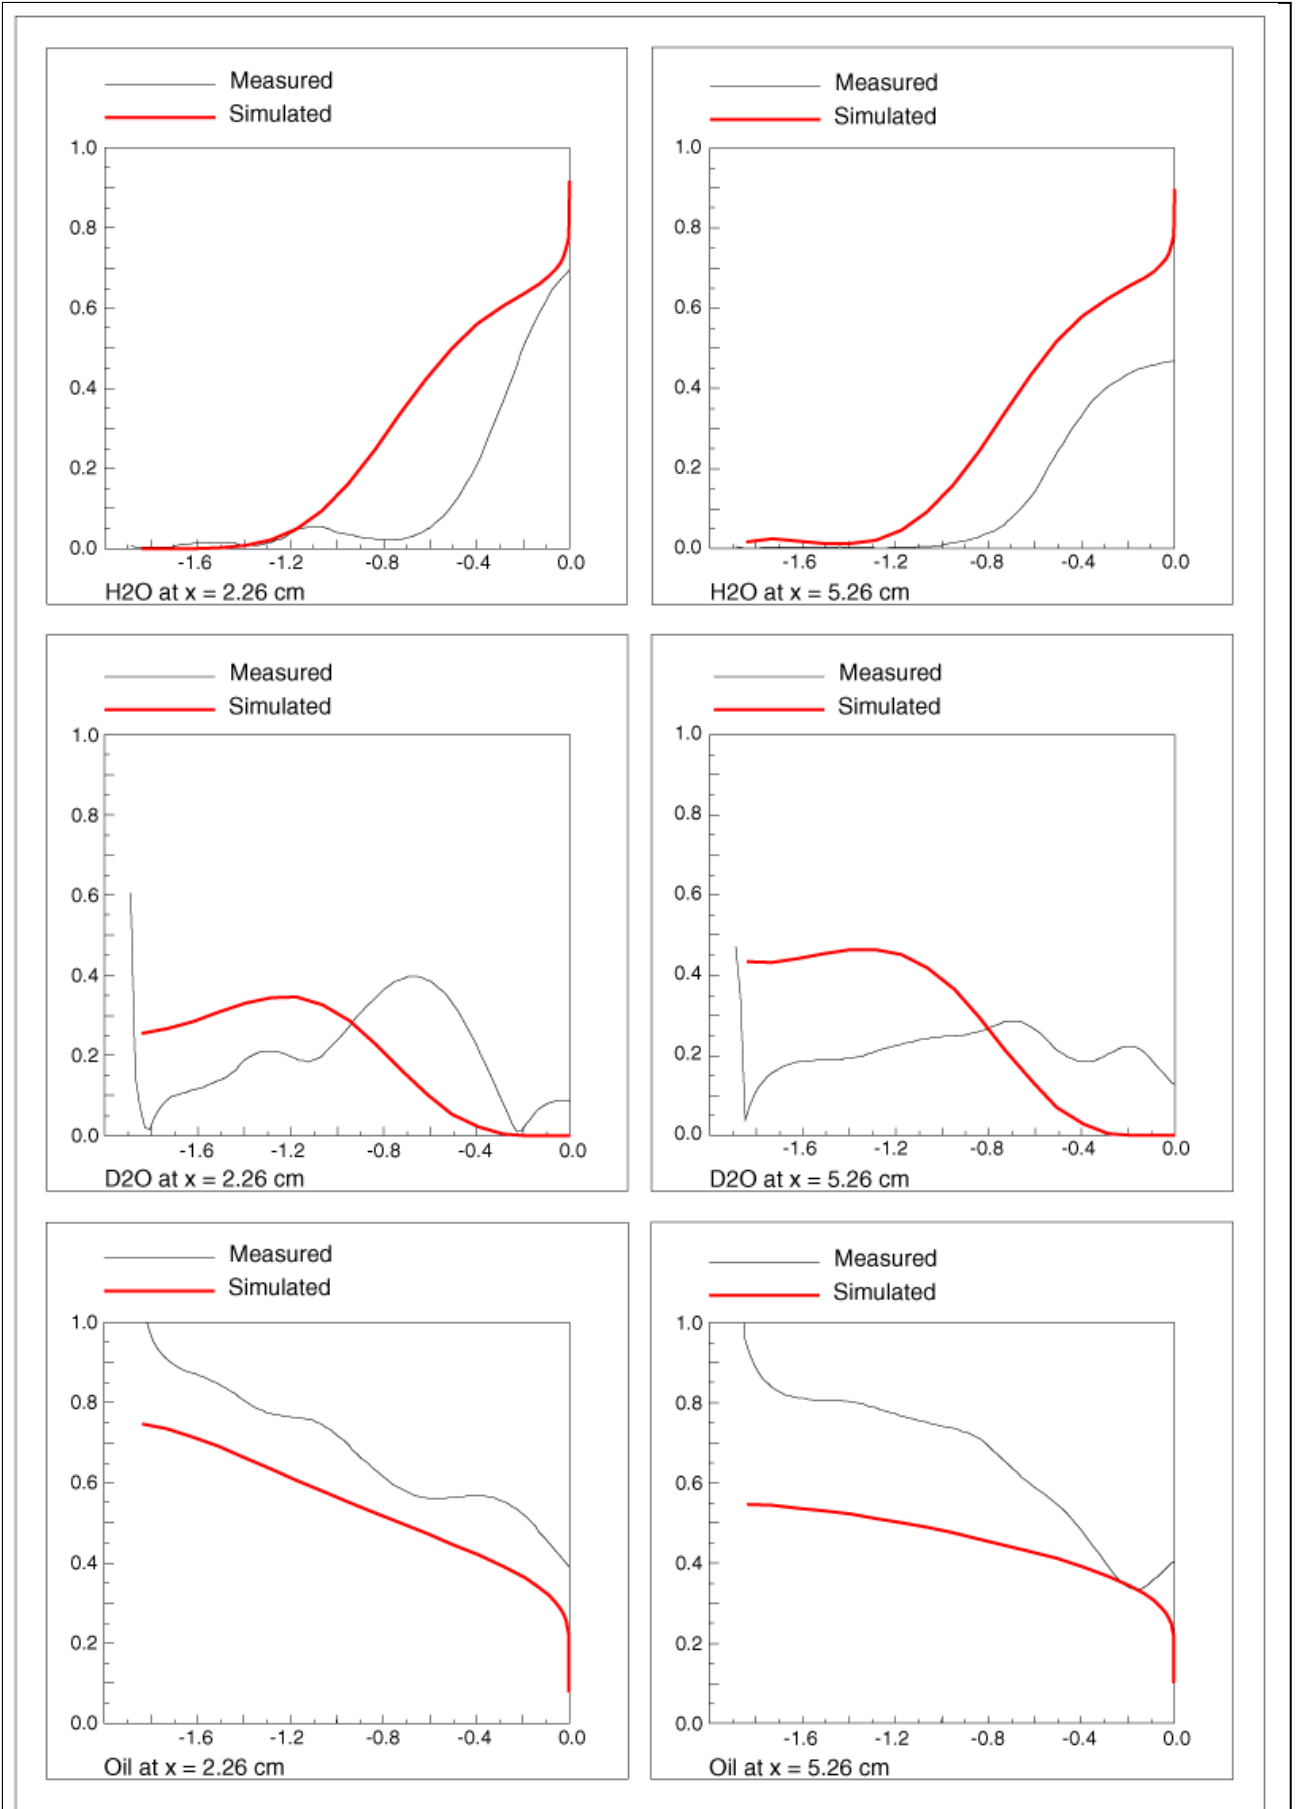 Measured
Simulated
1.0
0.8
0.6
0.4
0.2
0.0
-1.6 -1.2 -0.8 -0.4 0.0
H2O at x = 2.26 cm
Measured
Simulated
1.0
0.8
0.6
0.4
0.2
0.0
-1.6 -1.2 -0.8 -0.4 0.0
H2O at x = 5.26 cm
Measured
Simulated
1.0
0.8
0.6
0.4
0.2
0.0
-1.6 -1.2 -0.8 -0.4 0.0
D2O at x = 2.26 cm
Measured
Simulated
1.0
0.8
0.6
0.4
0.2
0.0
-1.6 -1.2 -0.8 -0.4 0.0
D2O at x = 5.26 cm
Measured
Simulated
1.0
0.8
0.6
0.4
0.2
0.0
-1.6 -1.2 -0.8 -0.4 0.0
Oil at x = 2.26 cm
Measured
Simulated
1.0
0.8
0.6
0.4
0.2
0.0
-1.6 -1.2 -0.8 -0.4 0.0
Oil at x = 5.26 cm